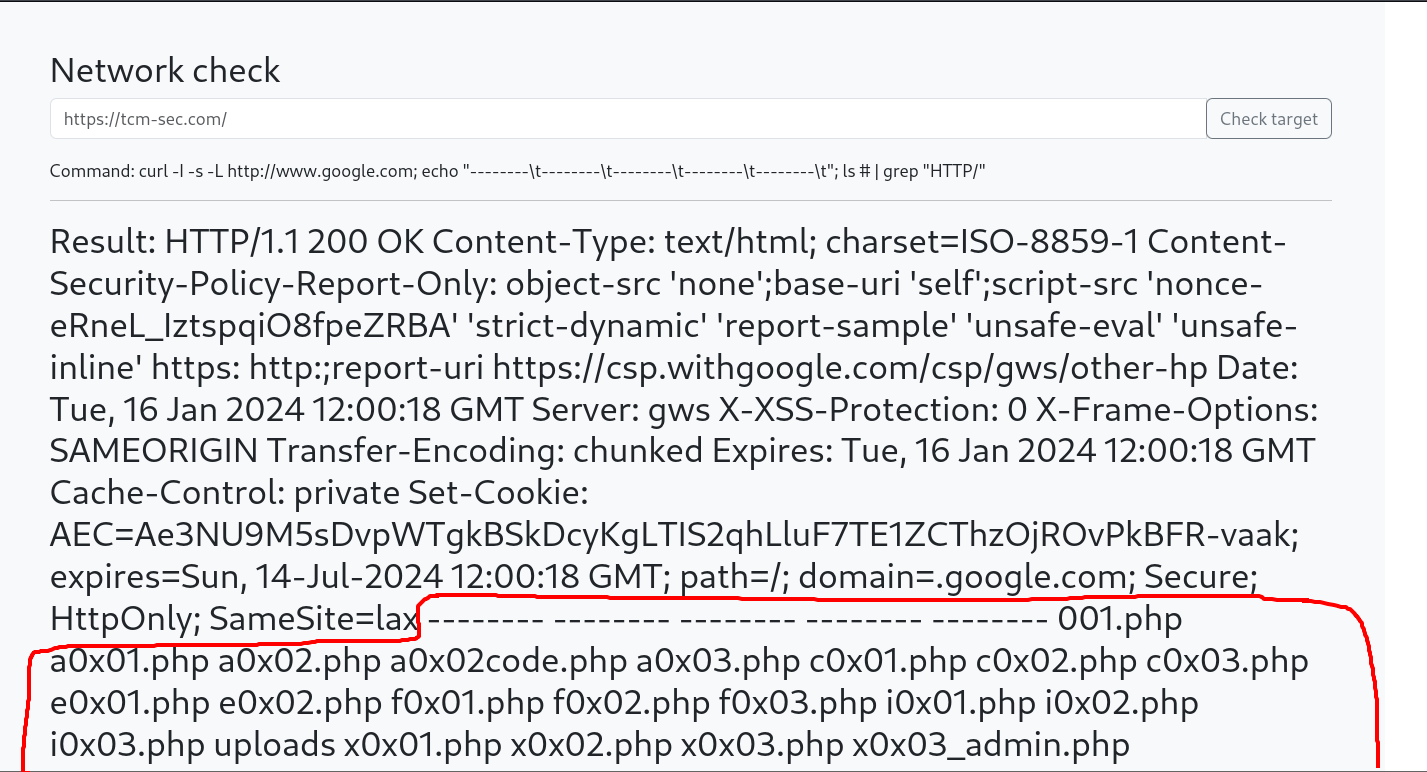 Network check
https://tcm-sec.com/ Check target
Command: curl -I -s -L http://www.google.com; echo "--------\t--------\t--------\t--------\t--------\t"; ls # | grep "HTTP/"
Result: HTTP/1.1 200 OK Content-Type: text/html; charset=ISO-8859-1 Content-
Security-Policy-Report-Only: object-src 'none';base-uri 'self';script-src 'nonce-
eRneL_IztspqiO8fpeZRBA' 'strict-dynamic' 'report-sample' 'unsafe-eval' 'unsafe-
inline' https: http:;report-uri https://csp.withgoogle.com/csp/gws/other-hp Date:
Tue, 16 Jan 2024 12:00:18 GMT Server: gws X-XSS-Protection: 0 X-Frame-Options:
SAMEORIGIN Transfer-Encoding: chunked Expires: Tue, 16 Jan 2024 12:00:18 GMT
Cache-Control: private Set-Cookie:
AEC=Ae3NU9M5sDvpWTgkBSkDcyKgLTIS2qhLluF7TE1ZCThzOjROvPkBFR-vaak;
expires=Sun, 14-Jul-2024 12:00:18 GMT; path=/; domain=.google.com; Secure;
HttpOnly; SameSite=lax -------- -------- -------- -------- -------- 001.php
a0x01.php a0x02.php a0x02code.php a0x03.php c0x01.php c0x02.php c0x03.php
e0x01.php e0x02.php f0x01.php f0x02.php f0x03.php i0x01.php i0x02.php
i0x03.php uploads x0x01.php x0x02.php x0x03.php x0x03_admin.php